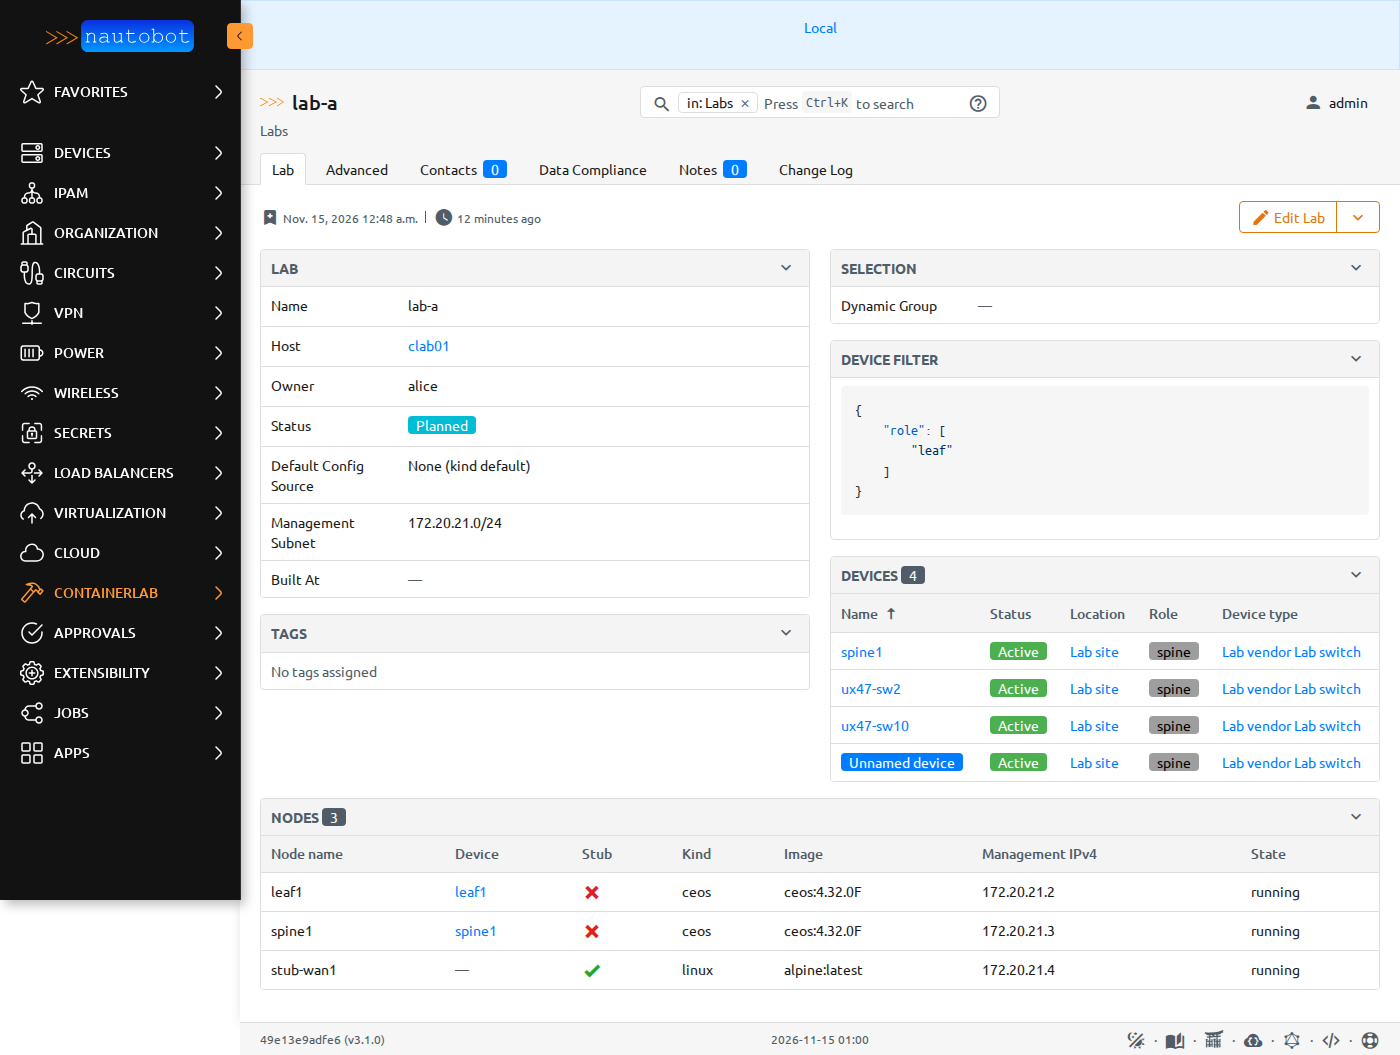 nautobot
FAVORITES
DEVICES
IPAM
ORGANIZATION
CIRCUITS
VPN
POWER
WIRELESS
SECRETS
LOAD BALANCERS
VIRTUALIZATION
CLOUD
CONTAINERLAB
APPROVALS
EXTENSIBILITY
JOBS
APPS
Local
lab-a
in: Labs × Press Ctrl+K to search
admin
Labs
Lab Advanced Contacts 0 Data Compliance Notes 0 Change Log
Nov. 15, 2026 12:48 a.m. | 12 minutes ago
Edit Lab
LAB
Name lab-a
Host clab01
Owner alice
Status Planned
Default Config Source None (kind default)
Management Subnet 172.20.21.0/24
Built At —
TAGS
No tags assigned
SELECTION
Dynamic Group —
DEVICE FILTER
{
"role": [
"leaf"
]
}
DEVICES 4
Name ↑ Status Location Role Device type
spine1 Active Lab site spine Lab vendor Lab switch
ux47-sw2 Active Lab site spine Lab vendor Lab switch
ux47-sw10 Active Lab site spine Lab vendor Lab switch
Unnamed device Active Lab site spine Lab vendor Lab switch
NODES 3
Node name Device Stub Kind Image Management IPv4 State
leaf1 leaf1 ceos ceos:4.32.0F 172.20.21.2 running
spine1 spine1 ceos ceos:4.32.0F 172.20.21.3 running
stub-wan1 — linux alpine:latest 172.20.21.4 running
49e13e9adfe6 (v3.1.0) 2026-11-15 01:00